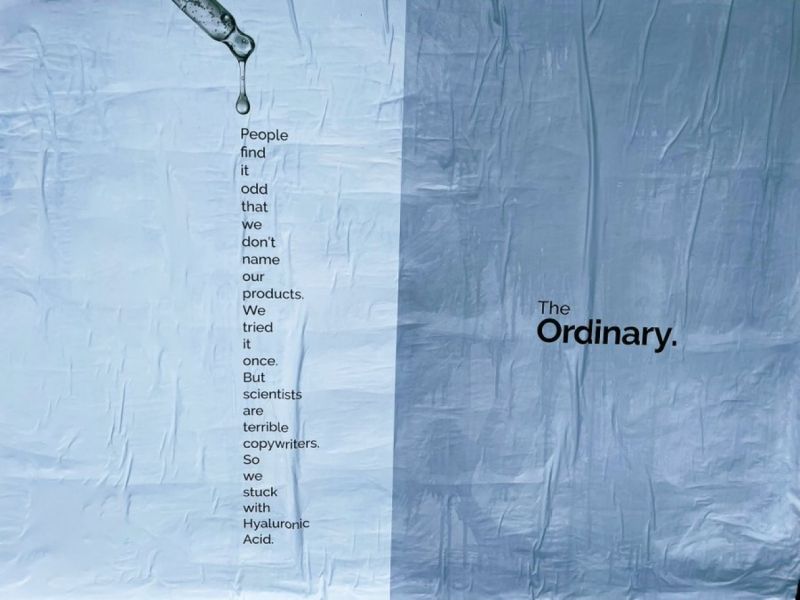 People
find
it
odd
that
we
don't
name
our
products.
We
tried
it
once.
But
scientists
are
terrible
copywriters.
So
we
stuck
with
Hyaluronic
Acid.
The
Ordinary.